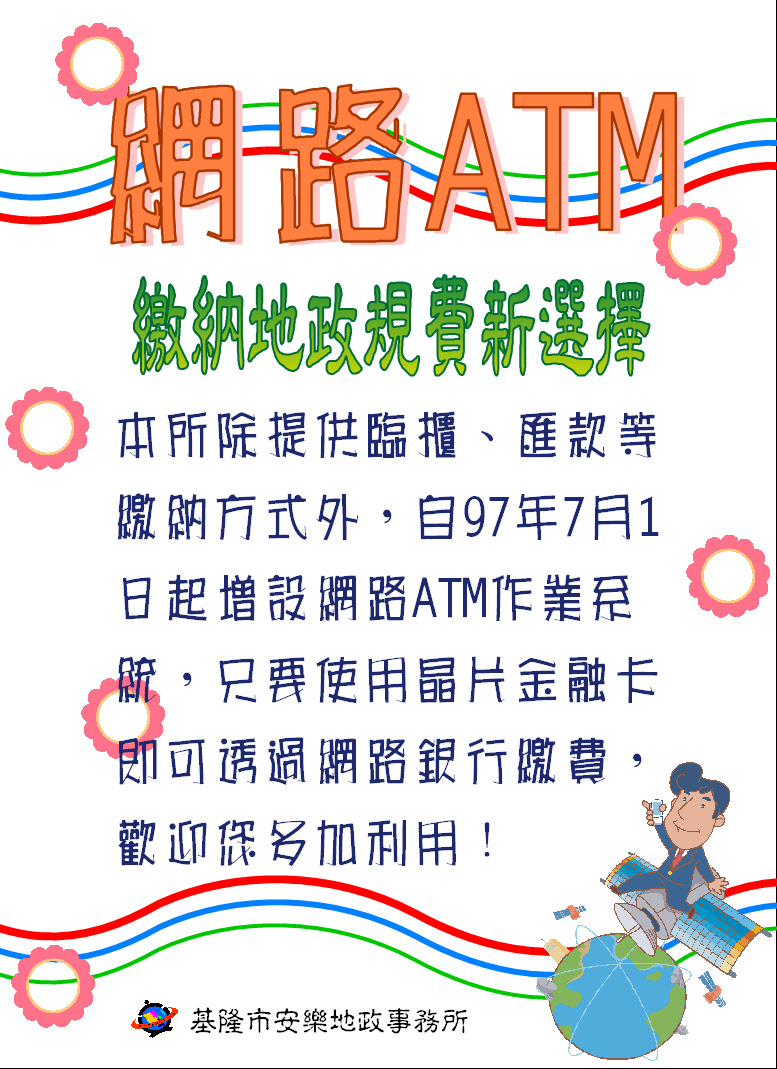 網路ATM
繳納地政規費新選擇
本所除提供臨櫃、匯款等
繳納方式外，自97年7月1
日起增設網路ATM作業系
統，只要使用晶片金融卡
即可透過網路銀行繳費，
歡迎您多加利用！
基隆市安樂地政事務所